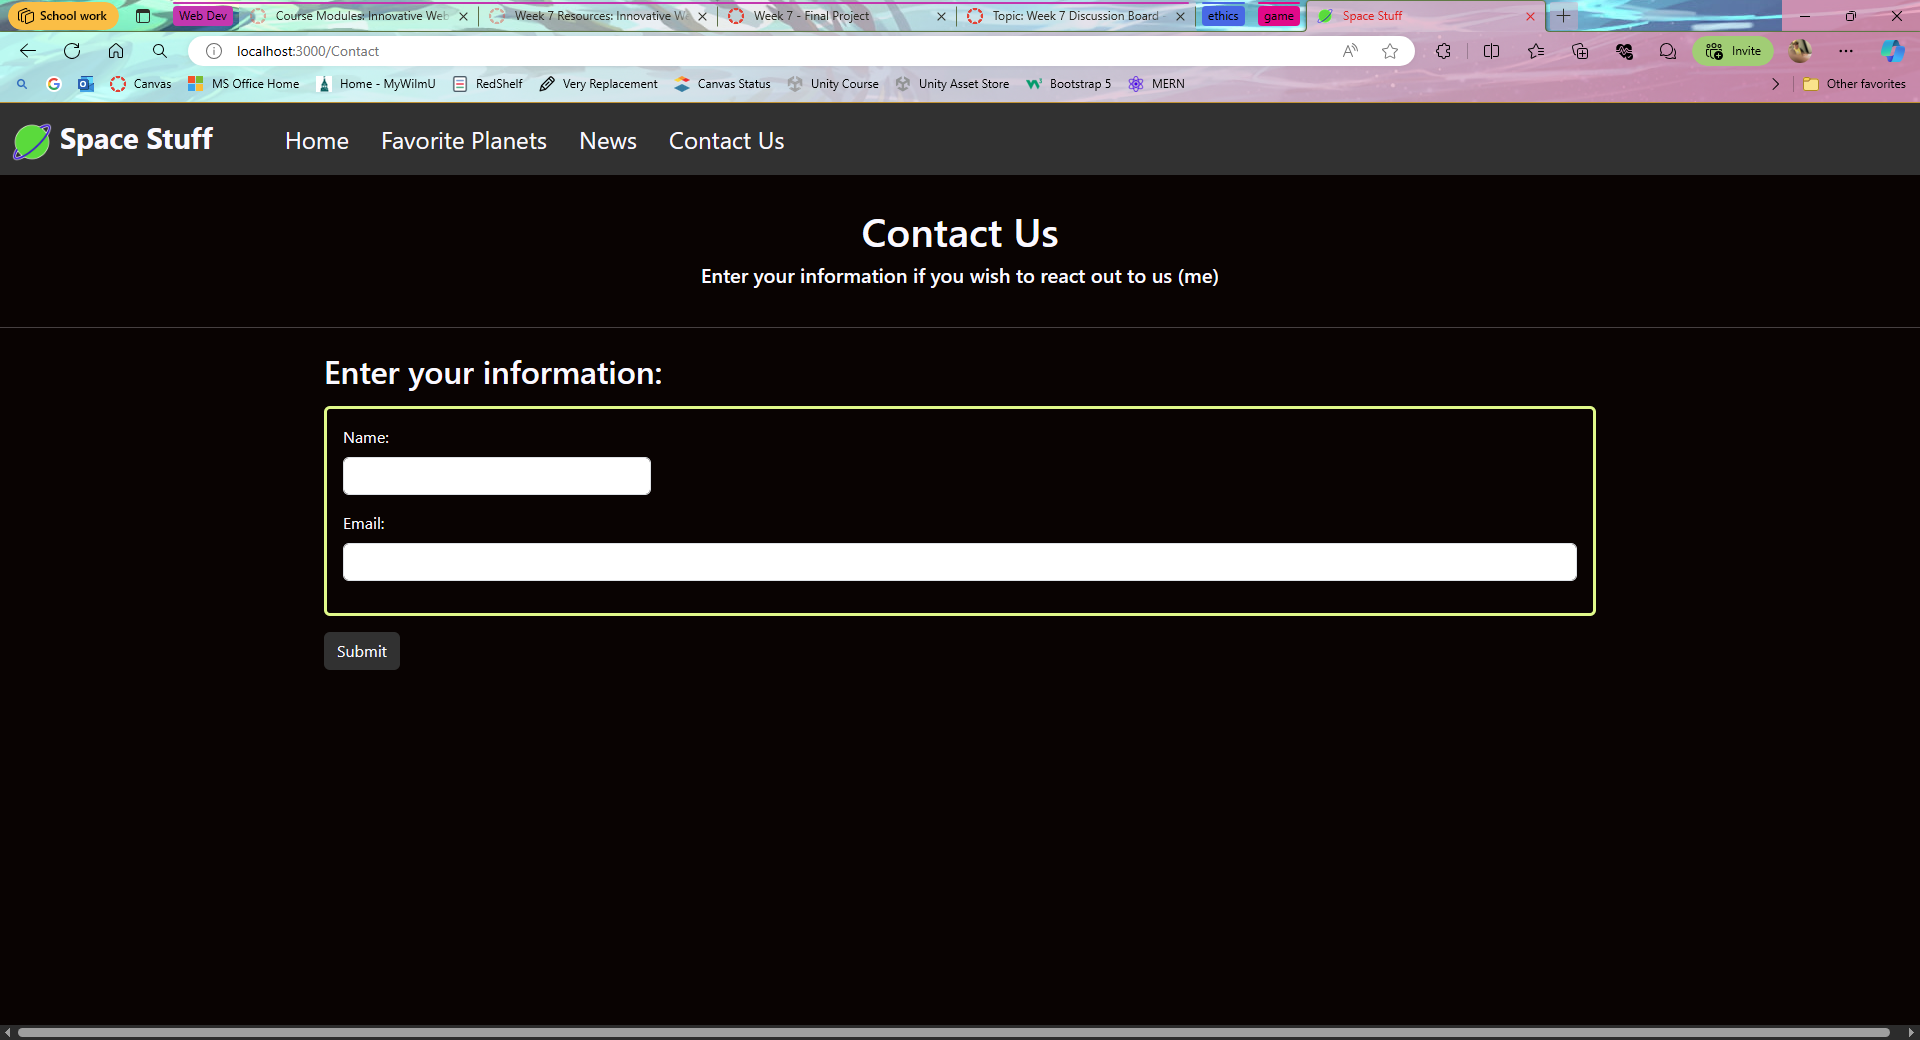 School work
Web Dev
Course Modules: Innovative Web
Week 7 Resources: Innovative W
Week 7 - Final Project
Topic: Week 7 Discussion Board -
ethics
game
Space Stuff
localhost:3000/Contact
Invite
Canvas
MS Office Home
Home - MyWilmU
RedShelf
Very Replacement
Canvas Status
Unity Course
Unity Asset Store
Bootstrap 5
MERN
Other favorites
Space Stuff
Home
Favorite Planets
News
Contact Us
Contact Us
Enter your information if you wish to react out to us (me)
Enter your information:
Name:
Email:
Submit